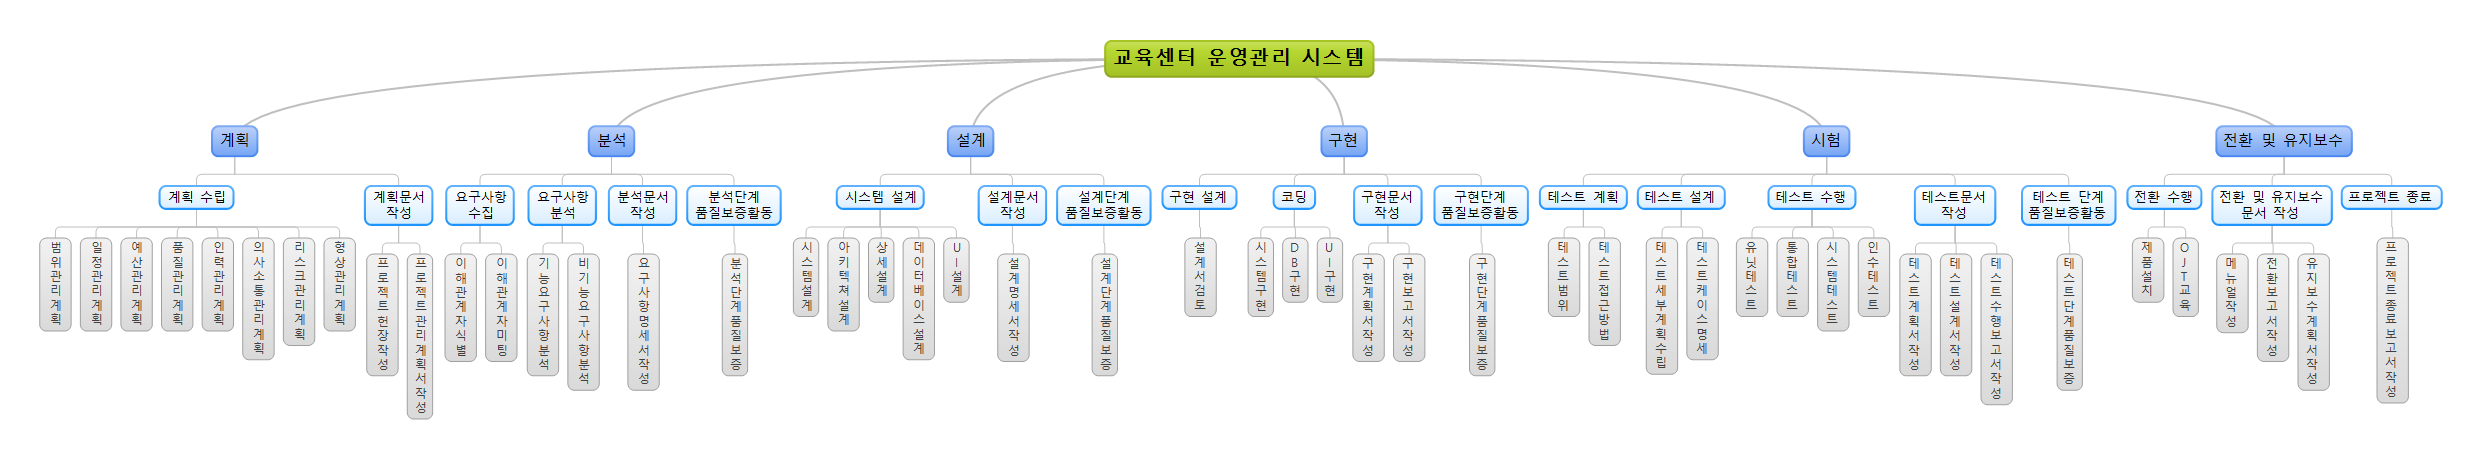 교육센터 운영관리 시스템
계획
분석
설계
구현
시험
전환 및 유지보수
계획 수립
계획문서
작성
요구사항
수집
요구사항
분석
분석문서
작성
분석단계
품질보증활동
시스템 설계
설계문서
작성
설계단계
품질보증활동
구현 설계
코딩
구현문서
작성
구현단계
품질보증활동
테스트 계획
테스트 설계
테스트 수행
테스트문서
작성
테스트 단계
품질보증활동
전환 수행
전환 및 유지보수
문서 작성
프로젝트 종료
범위관리계획
일정관리계획
예산관리계획
품질관리계획
인력관리계획
의사소통관리계획
리스크관리계획
형상관리계획
프로젝트헌장작성
프로젝트관리계획서작성
이해관계자식별
이해관계자미팅
기능요구사항분석
비기능요구사항분석
요구사항명세서작성
분석단계품질보증
시스템설계
아키텍쳐설계
상세설계
데이터베이스설계
UI설계
설계명세서작성
설계단계품질보증
설계서검토
시스템구현
DB구현
UI구현
구현계획서작성
구현보고서작성
구현단계품질보증
테스트범위
테스트접근방법
테스트세부계획수립
테스트케이스명세
유닛테스트
통합테스트
시스템테스트
인수테스트
테스트계획서작성
테스트설계서작성
테스트수행보고서작성
테스트단계품질보증
제품설치
OJT교육
메뉴얼작성
전환보고서작성
유지보수계획서작성
프로젝트종료보고서작성